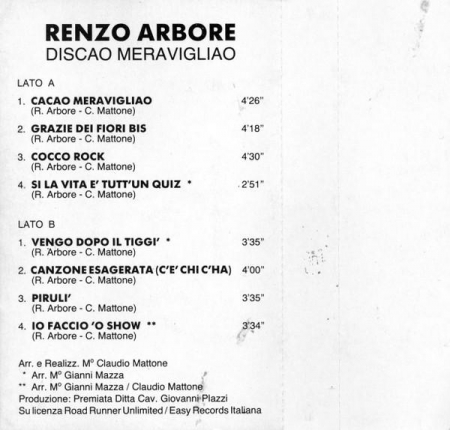 RENZO ARBORE
DISCAO MERAVIGLIAO
LATO A
1. CACAO MERAVIGLIAO 4'26"
(R. Arbore - C. Mattone)
2. GRAZIE DEI FIORI BIS 4'18"
(R. Arbore - C. Mattone)
3. COCCO ROCK 4'30"
(R. Arbore - C. Mattone)
4. SI LA VITA E' TUTT'UN QUIZ * 2'51"
(R. Arbore - C. Mattone)
LATO B
1. VENGO DOPO IL TIGGI' * 3'35"
(R. Arbore - C. Mattone)
2. CANZONE ESAGERATA (C'E' CHI C'HA) 4'00"
(R. Arbore - C. Mattone)
3. PIRULI' 3'35"
(R. Arbore - C. Mattone)
4. IO FACCIO 'O SHOW ** 3'34"
(R. Arbore - C. Mattone)
Arr. e Realizz. Mº Claudio Mattone
* Arr. Mº Gianni Mazza
** Arr. Mº Gianni Mazza / Claudio Mattone
Produzione: Premiata Ditta Cav. Giovanni Plazzi
Su licenza Road Runner Unlimited / Easy Records Italiana